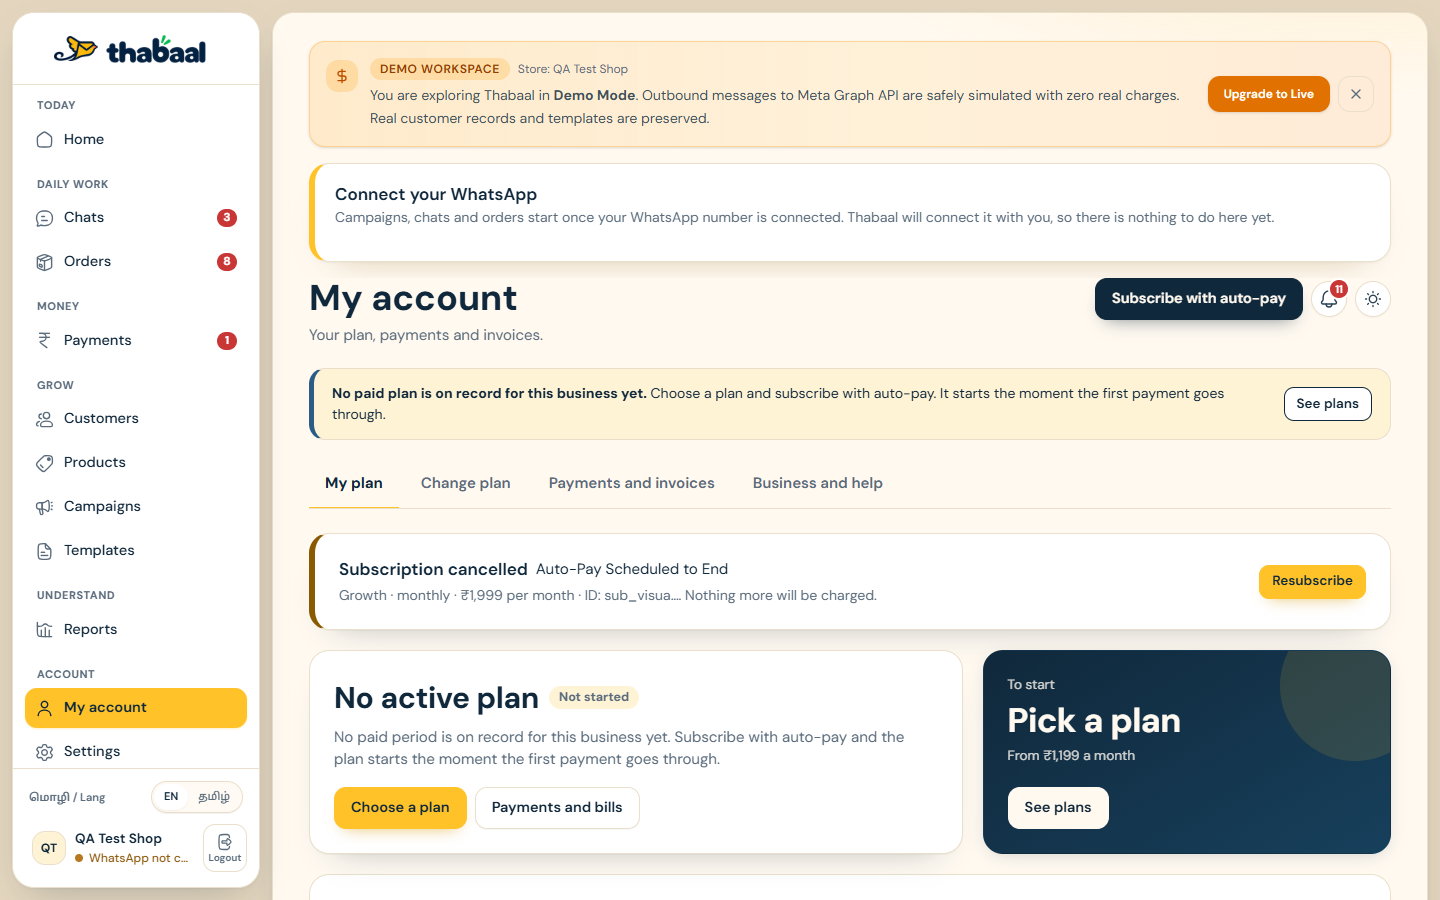 thabaal
TODAY
Home
DAILY WORK
Chats 3
Orders 8
MONEY
Payments 1
GROW
Customers
Products
Campaigns
Templates
UNDERSTAND
Reports
ACCOUNT
My account
Settings
மொழி / Lang EN தமிழ்
QT QA Test Shop
WhatsApp not c...
Logout
$ DEMO WORKSPACE Store: QA Test Shop
You are exploring Thabaal in Demo Mode. Outbound messages to Meta Graph API are safely simulated with zero real charges.
Real customer records and templates are preserved.
Upgrade to Live
Connect your WhatsApp
Campaigns, chats and orders start once your WhatsApp number is connected. Thabaal will connect it with you, so there is nothing to do here yet.
My account
Your plan, payments and invoices.
Subscribe with auto-pay
11
No paid plan is on record for this business yet. Choose a plan and subscribe with auto-pay. It starts the moment the first payment goes
through.
See plans
My plan Change plan Payments and invoices Business and help
Subscription cancelled Auto-Pay Scheduled to End
Growth · monthly · ₹1,999 per month · ID: sub_visua.... Nothing more will be charged.
Resubscribe
No active plan Not started
No paid period is on record for this business yet. Subscribe with auto-pay and the
plan starts the moment the first payment goes through.
Choose a plan Payments and bills
To start
Pick a plan
From ₹1,199 a month
See plans